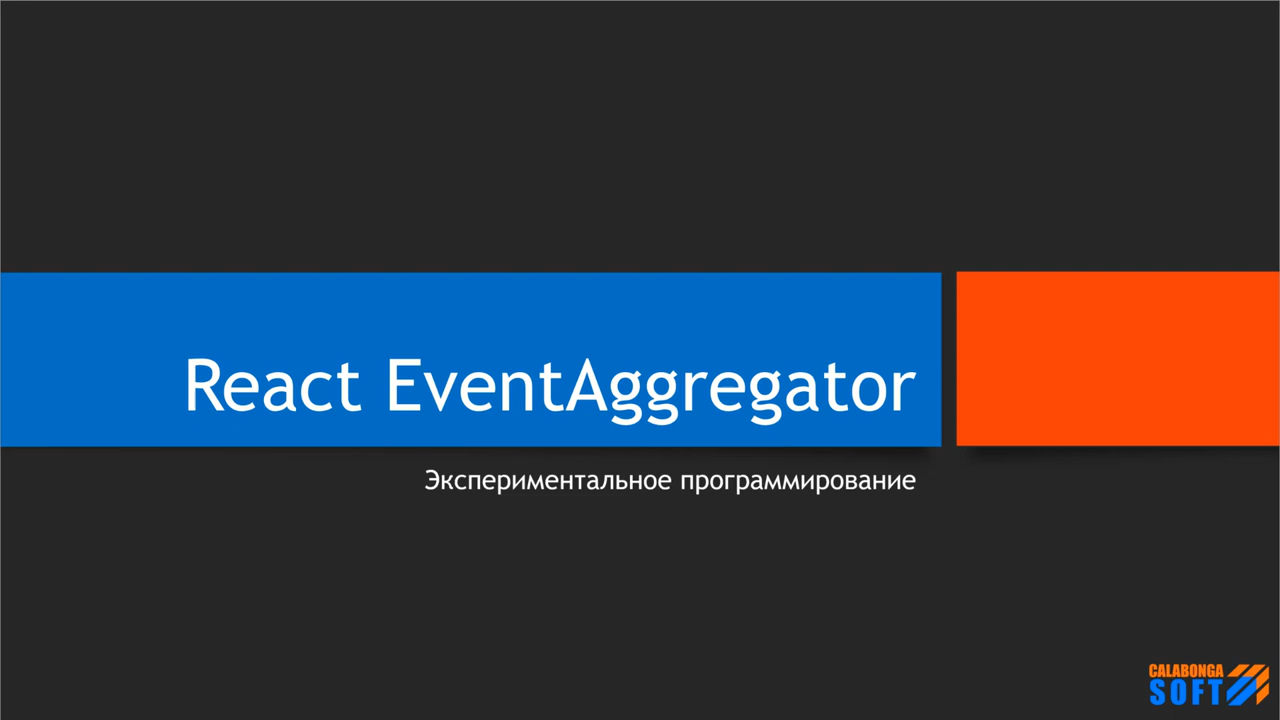 React EventAggregator
Экспериментальное программирование
CALABONGA
SOFT